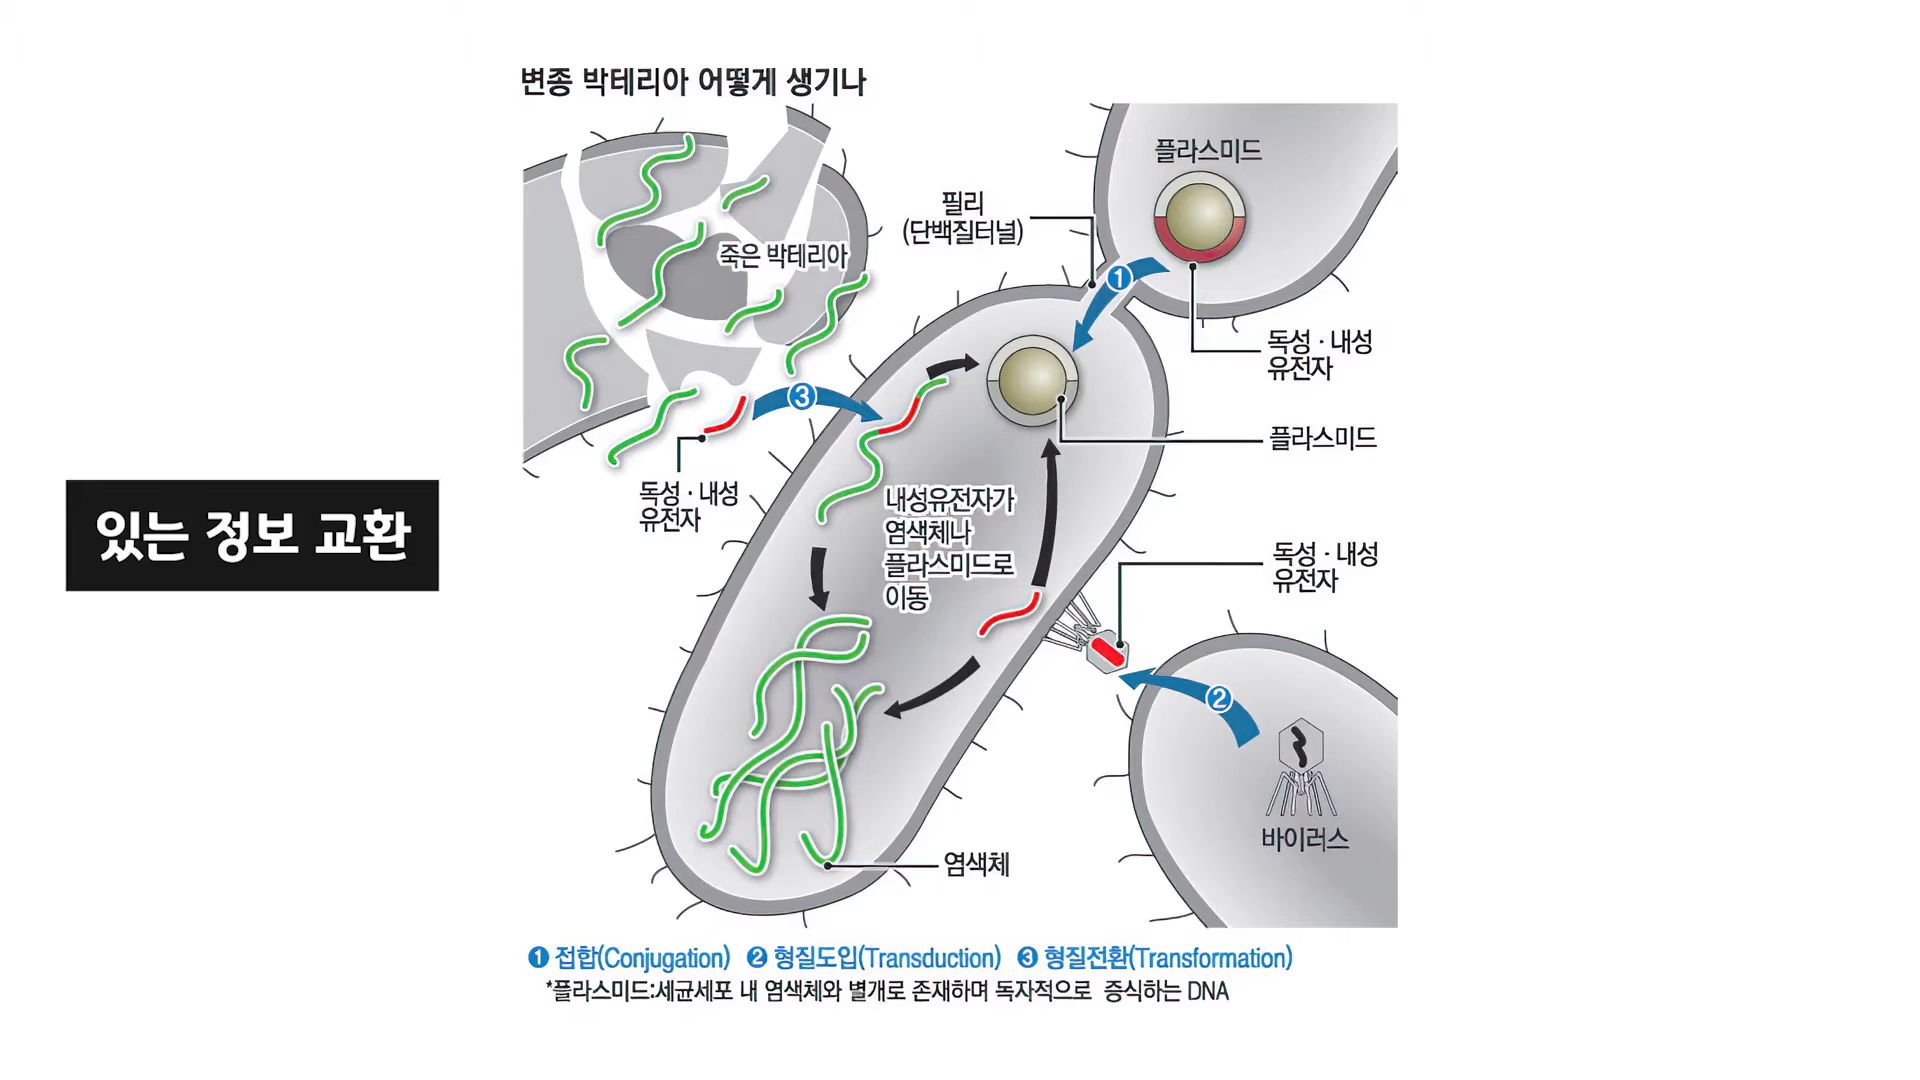 변종 박테리아 어떻게 생기나
플라스미드
필리
(단백질터널)
죽은 박테리아
1
독성·내성
유전자
3
플라스미드
독성·내성
유전자
내성유전자가
염색체나
플라스미드로
이동
있는 정보 교환
독성·내성
유전자
2
바이러스
염색체
1 접합(Conjugation) 2 형질도입(Transduction) 3 형질전환(Transformation)
*플라스미드:세균세포 내 염색체와 별개로 존재하며 독자적으로 증식하는 DNA